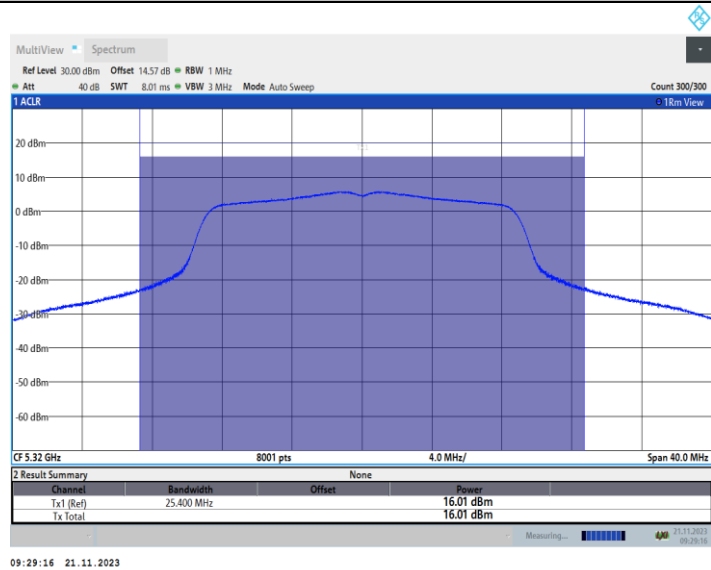 MultiView Spectrum
Ref Level 30.00 dBm Offset 14.57 dB RBW 1 MHz
Att 40 dB SWT 8.01 ms VBW 3 MHz Mode Auto Sweep Count 300/300
1 ACLR 1Rm View
20 dBm
10 dBm
0 dBm
-10 dBm
-20 dBm
-30 dBm
-40 dBm
-50 dBm
-60 dBm
CF 5.32 GHz 8001 pts 4.0 MHz/ Span 40.0 MHz
2 Result Summary None
Channel Bandwidth Offset Power
Tx1 (Ref) 25.400 MHz 16.01 dBm
Tx Total 16.01 dBm
Measuring... 21.11.2023
09:29:16
09:29:16 21.11.2023